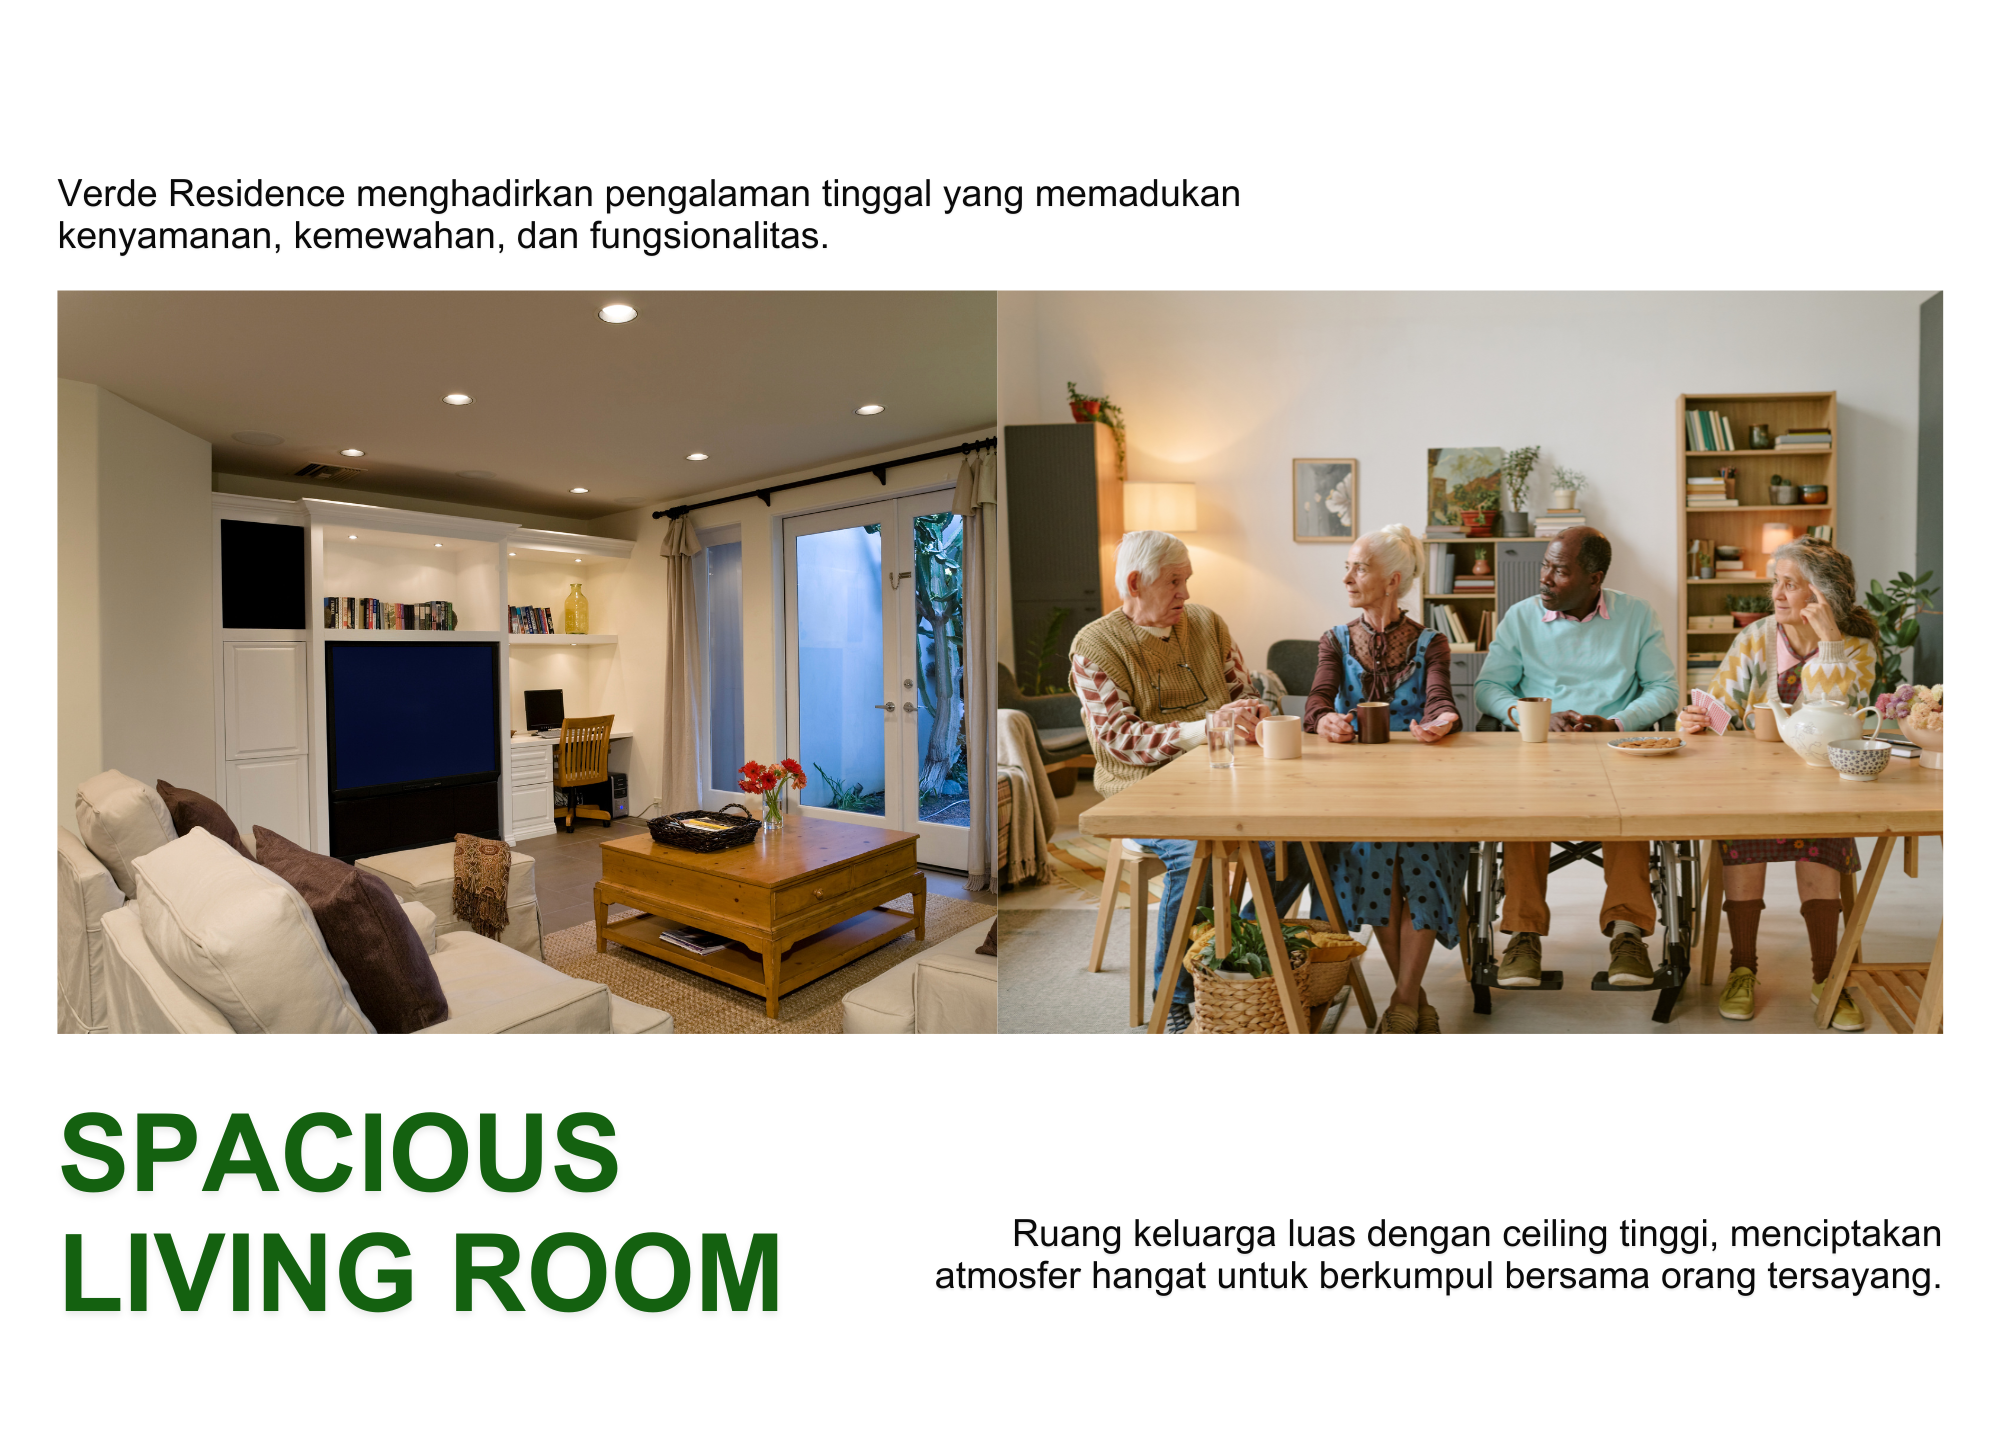 Verde Residence menghadirkan pengalaman tinggal yang memadukan
kenyamanan, kemewahan, dan fungsionalitas.
SPACIOUS
LIVING ROOM
Ruang keluarga luas dengan ceiling tinggi, menciptakan
atmosfer hangat untuk berkumpul bersama orang tersayang.